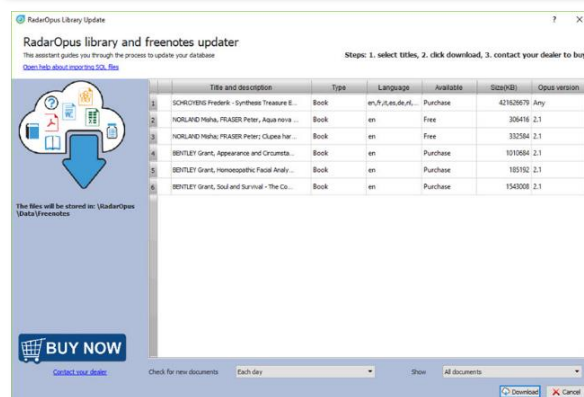 RadarOpus Library Update
RadarOpus library and freenotes updater
This assistant guides you through the process to update your database
Steps: 1. select titles, 2. click download, 3. contact your dealer to buy
Open help about importing SQL files
Title and description Type Language Available Size(KB) Opus version
1 SCHROYENS Frederik - Synthesis Treasure E... Book en,fr,it,es,de,nl,... Purchase 421626679 Any
2 NORLAND Misha, FRASER Peter, Aqua nova ... Book en Free 306416 2.1
3 NORLAND Misha; FRASER Peter; Clupea har... Book en Free 332584 2.1
4 BENTLEY Grant, Appearance and Circumsta... Book en Purchase 1010684 2.1
5 BENTLEY Grant, Homoeopathic Facial Analy... Book en Purchase 185192 2.1
6 BENTLEY Grant, Soul and Survival - The Co... Book en Purchase 1543008 2.1
The files will be stored in: \RadarOpus
\Data\Freenotes
BUY NOW
Contact your dealer
Check for new documents Each day Show All documents
Download Cancel